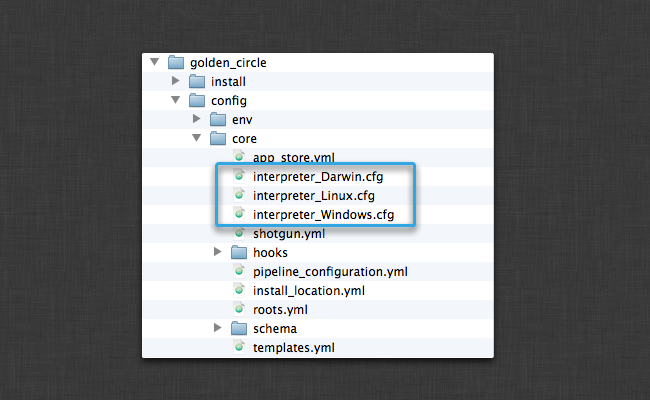 golden_circle
install
config
env
core
app_store.yml
interpreter_Darwin.cfg
interpreter_Linux.cfg
interpreter_Windows.cfg
shotgun.yml
hooks
pipeline_configuration.yml
install_location.yml
roots.yml
schema
templates.yml